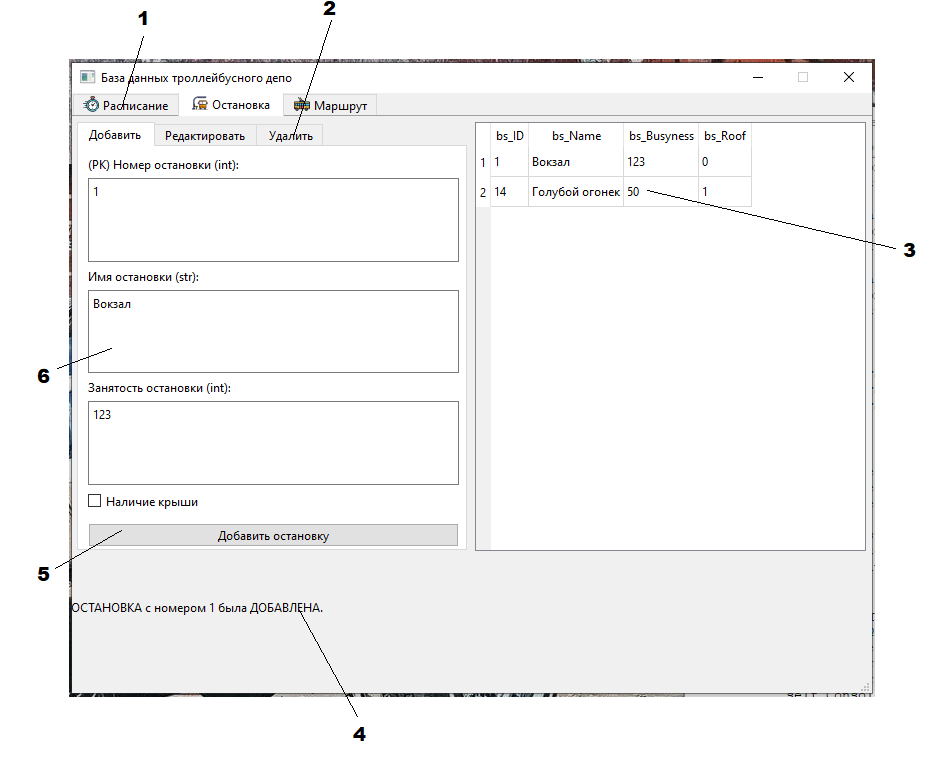 1
2
База данных троллейбусного депо
Расписание Остановка Маршрут
Добавить Редактировать Удалить
(PK) Номер остановки (int):
1
Имя остановки (str):
Вокзал
Занятость остановки (int):
123
Наличие крыши
Добавить остановку
bs_ID bs_Name bs_Busyness bs_Roof
1 1 Вокзал 123 0
2 14 Голубой огонек 50 1
3
6
5
ОСТАНОВКА с номером 1 была ДОБАВЛЕНА.
4